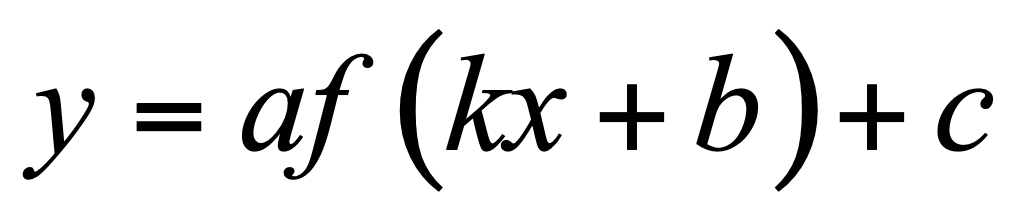 y = af (kx + b) + c